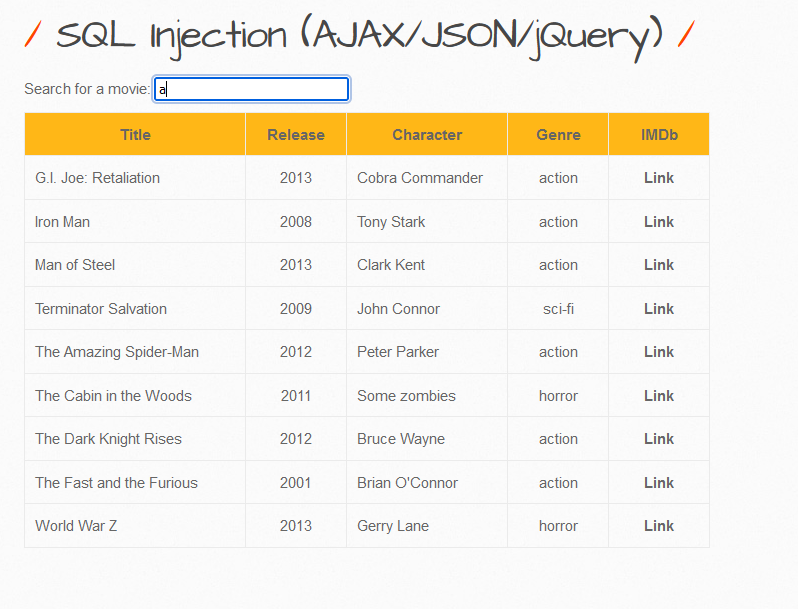 / SQL Injection (AJAX/JSON/jQuery) /
Search for a movie: a
Title Release Character Genre IMDb
G.I. Joe: Retaliation 2013 Cobra Commander action Link
Iron Man 2008 Tony Stark action Link
Man of Steel 2013 Clark Kent action Link
Terminator Salvation 2009 John Connor sci-fi Link
The Amazing Spider-Man 2012 Peter Parker action Link
The Cabin in the Woods 2011 Some zombies horror Link
The Dark Knight Rises 2012 Bruce Wayne action Link
The Fast and the Furious 2001 Brian O'Connor action Link
World War Z 2013 Gerry Lane horror Link